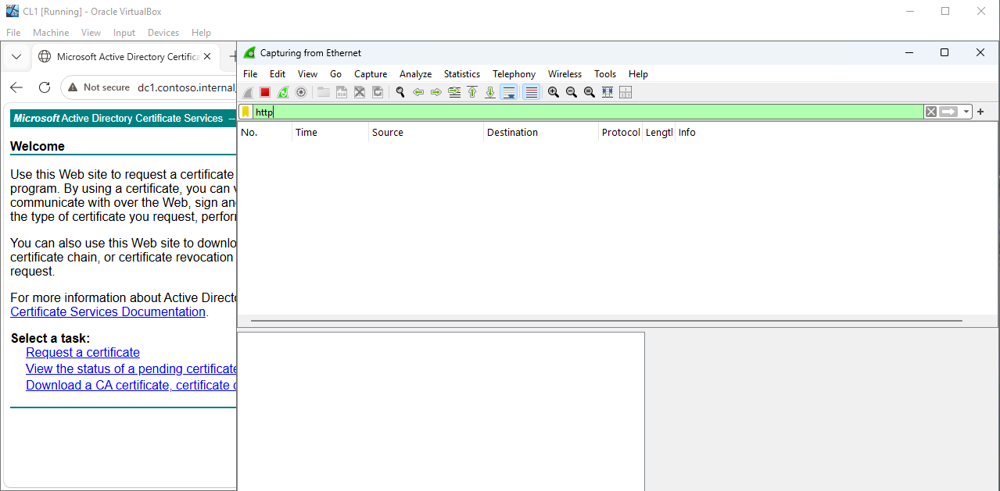 CL1 [Running] - Oracle VirtualBox
File Machine View Input Devices Help
Microsoft Active Directory Certifica
Not secure dc1.contoso.internal
Microsoft Active Directory Certificate Services --
Welcome
Use this Web site to request a certificate
program. By using a certificate, you can v
communicate with over the Web, sign an
the type of certificate you request, perfor
You can also use this Web site to downlo
certificate chain, or certificate revocation
request.
For more information about Active Directo
Certificate Services Documentation.
Select a task:
Request a certificate
View the status of a pending certificate
Download a CA certificate, certificate c
Capturing from Ethernet
File Edit View Go Capture Analyze Statistics Telephony Wireless Tools Help
http
No. Time Source Destination Protocol Lengtl Info